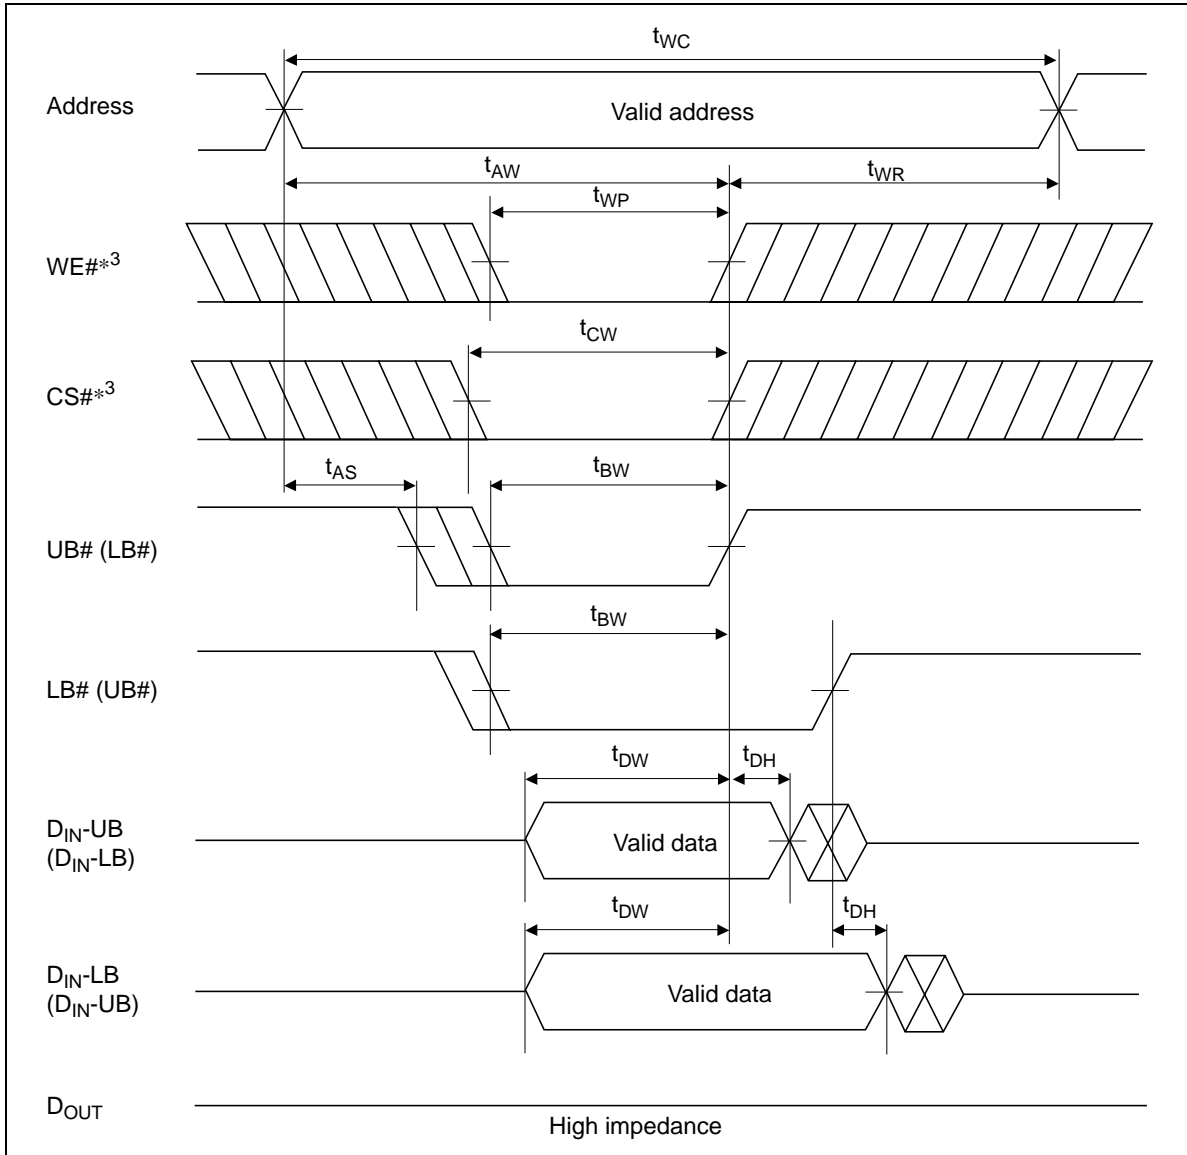 tWC
Address
Valid address
tAW
tWR
tWP
WE#*3
tCW
CS#*3
tAS
tBW
UB# (LB#)
tBW
LB# (UB#)
tDW
tDH
DIN-UB
(DIN-LB)
Valid data
tDW
tDH
DIN-LB
(DIN-UB)
Valid data
DOUT
High impedance